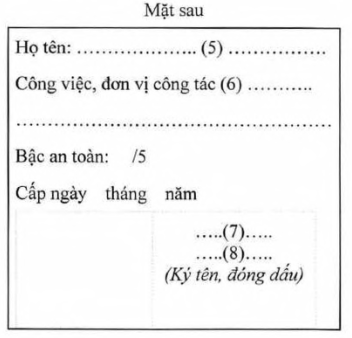 Mặt sau
Họ tên: ....................... (5) ..................
Công việc, đơn vị công tác (6) ............
..........................................................
Bậc an toàn: /5
Cấp ngày tháng năm
.....(7).....
.....(8).....
(Ký tên, đóng dấu)